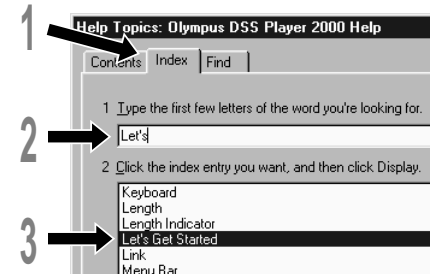 1
Help Topics: Olympus DSS Player 2000 Help
Contents Index Find
1 Type the first few letters of the word you're looking for.
2
Let's
2 Click the index entry you want, and then click Display.
Keyboard
Length
Length Indicator
3
Let's Get Started
Link
Menu Bar